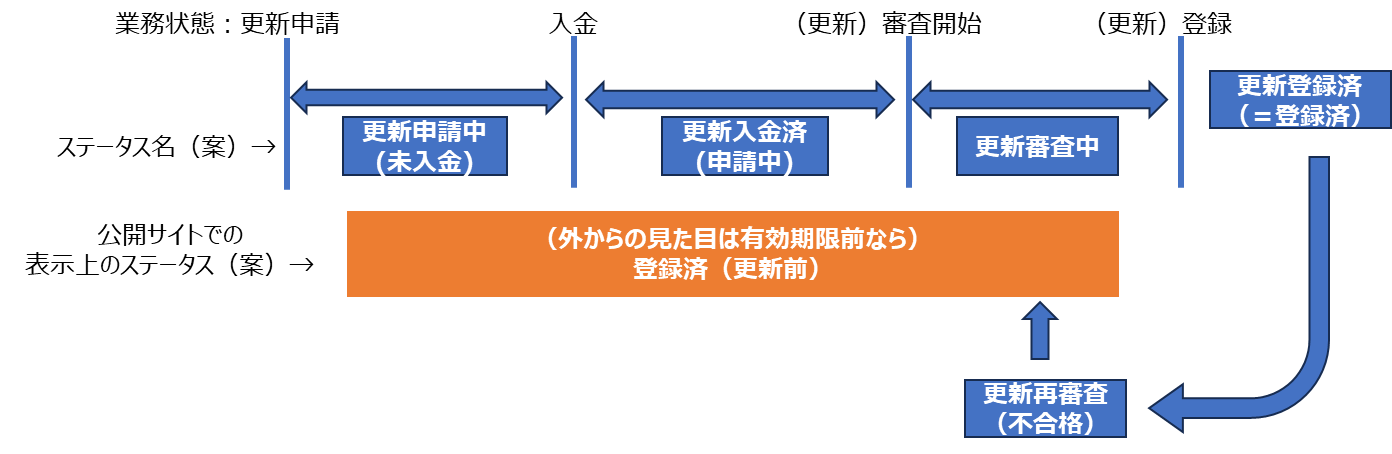 業務状態：更新申請
入金
（更新）審査開始
（更新）登録
更新登録済
（＝登録済）
ステータス名（案）→
更新申請中
(未入金)
更新入金済
(申請中)
更新審査中
公開サイトでの
表示上のステータス（案）→
（外からの見た目は有効期限前なら）
登録済（更新前）
更新再審査
（不合格）